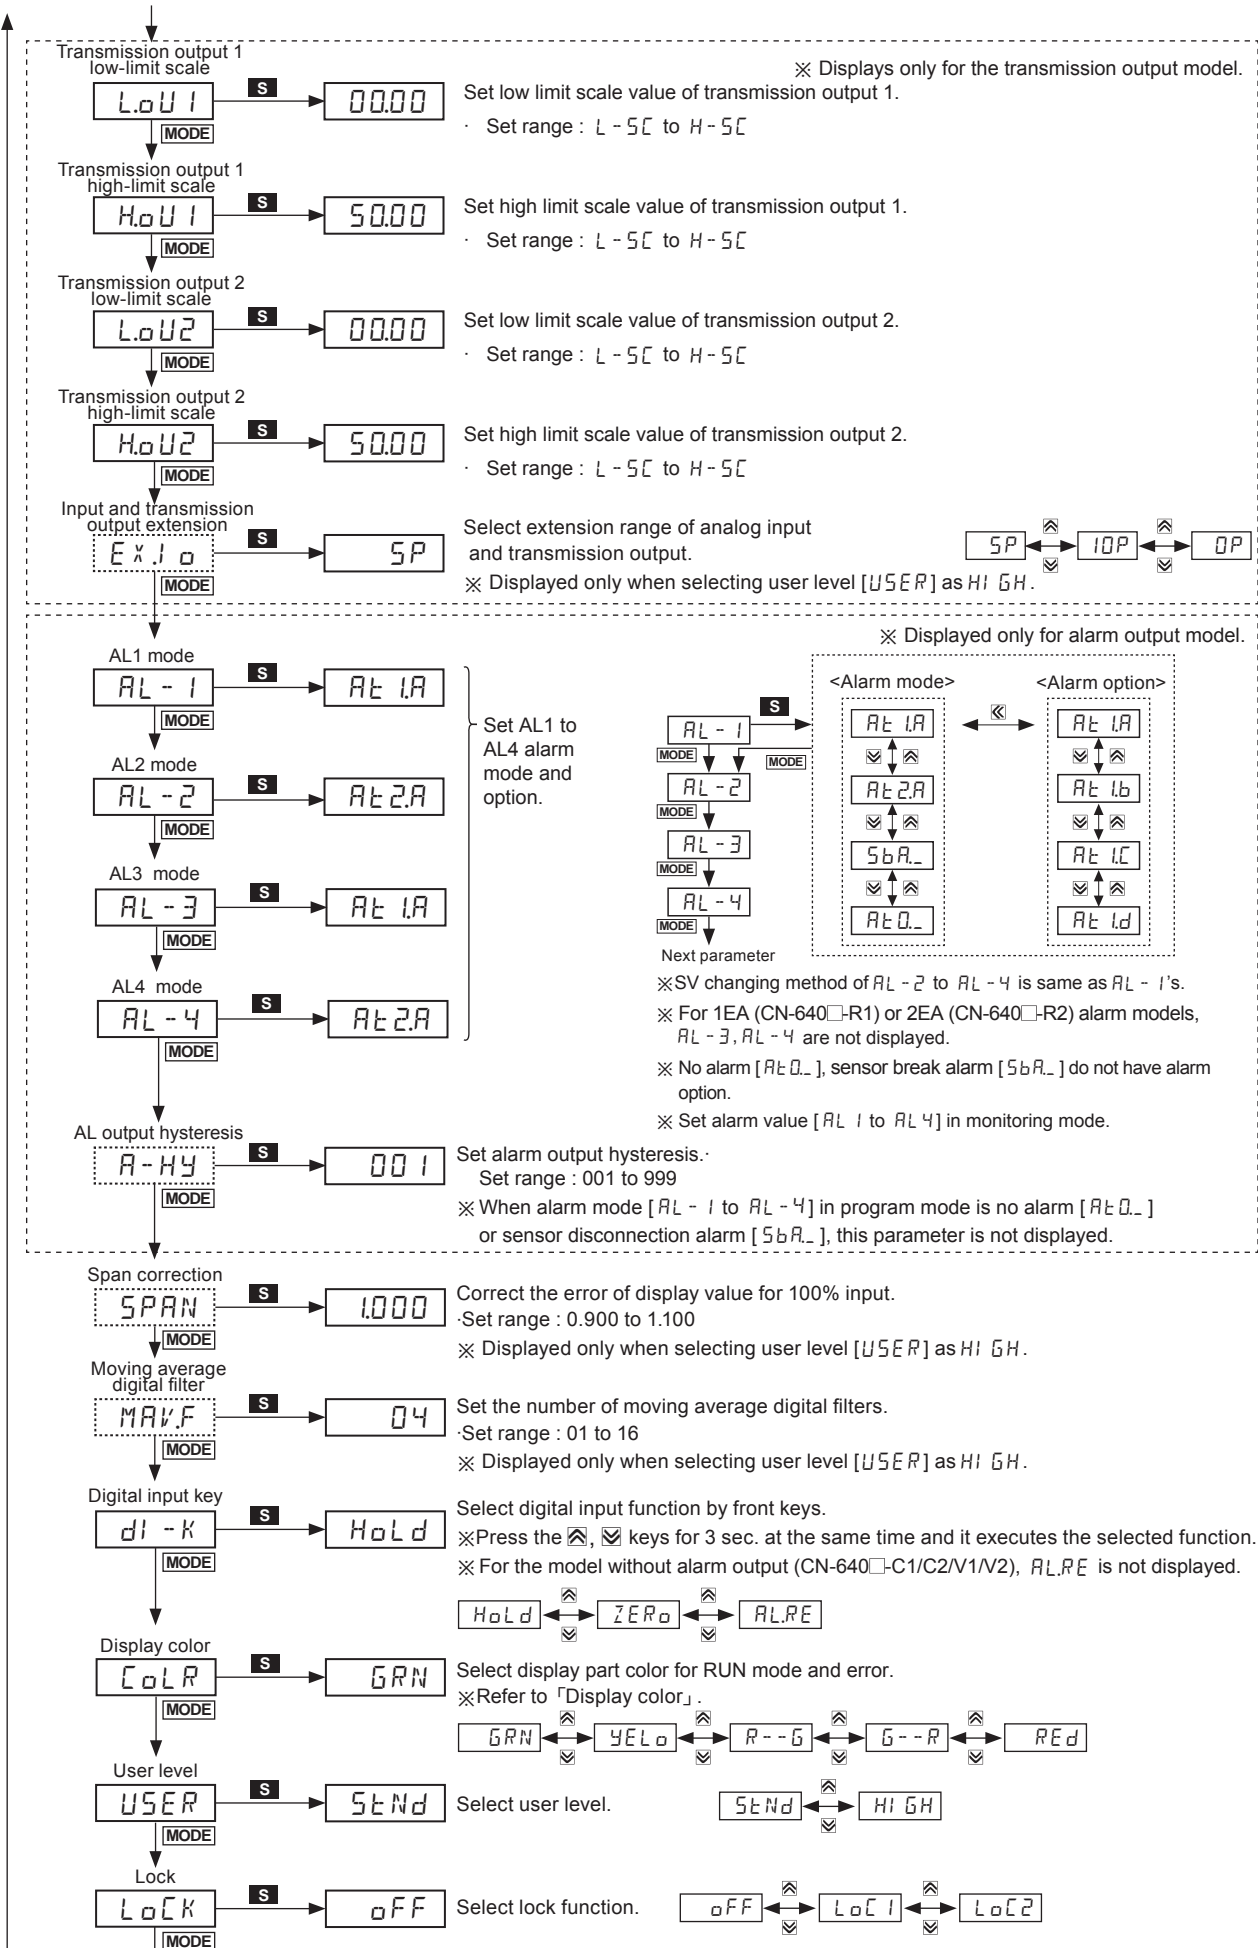 Transmission output 1
low-limit scale
※ Displays only for the transmission output model.
L.oU1
S
00.00
Set low limit scale value of transmission output 1.
· Set range : L-SC to H-SC
MODE
Transmission output 1
high-limit scale
H.oU1
S
50.00
Set high limit scale value of transmission output 1.
· Set range : L-SC to H-SC
MODE
Transmission output 2
low-limit scale
L.oU2
S
00.00
Set low limit scale value of transmission output 2.
· Set range : L-SC to H-SC
MODE
Transmission output 2
high-limit scale
H.oU2
S
50.00
Set high limit scale value of transmission output 2.
· Set range : L-SC to H-SC
MODE
Input and transmission
output extension
EX.Io
S
5P
Set extension range of analog input
and transmission output.
5P 10P 0P
※ Displayed only when selecting user level [USER] as HIGH.
MODE
※ Displayed only for alarm output model.
AL1 mode
AL-1
S
At1.A
MODE
AL2 mode
AL-2
S
At2.A
MODE
AL3 mode
AL-3
S
At1.A
MODE
AL4 mode
AL-4
S
At2.A
MODE
Set AL1 to
AL4 alarm
mode and
option.
AL-1
S
MODE
MODE
AL-2
MODE
AL-3
MODE
AL-4
MODE
Next parameter
<Alarm mode>
At1.A
At2.A
SbA._
At0._
<Alarm option>
At1.A
At1.b
At1.C
At1.d
※SV changing method of AL-2 to AL-4 is same as AL-1's.
※ For 1EA (CN-640□-R1) or 2EA (CN-640□-R2) alarm models,
AL-3, AL-4 are not displayed.
※ No alarm [At0._], sensor break alarm [SbA._] do not have alarm
option.
※ Set alarm value [AL1 to AL4] in monitoring mode.
AL output hysteresis
A-HY
S
001
MODE
Set alarm output hysteresis.·
Set range : 001 to 999
※ When alarm mode [AL-1 to AL-4] in program mode is no alarm [At0._]
or sensor disconnection alarm [SbA._], this parameter is not displayed.
Span correction
SPAN
S
1.000
MODE
Correct the error of display value for 100% input.
·Set range : 0.900 to 1.100
※ Displayed only when selecting user level [USER] as HIGH.
Moving average
digital filter
MAV.F
S
04
MODE
Set the number of moving average digital filters.
·Set range : 01 to 16
※ Displayed only when selecting user level [USER] as HIGH.
Digital input key
dI-K
S
HoLd
MODE
Select digital input function by front keys.
※Press the , keys for 3 sec. at the same time and it executes the selected function.
※ For the model without alarm output (CN-640□-C1/C2/V1/V2), AL.RE is not displayed.
HoLd ZERo AL.RE
Display color
CoLR
S
GRN
MODE
Select display part color for RUN mode and error.
※Refer to「Display color」.
GRN YELo R--G G--R REd
User level
USER
S
StNd
MODE
Select user level.
StNd HIGH
Lock
LoCK
S
oFF
MODE
Select lock function.
oFF LoC1 LoC2